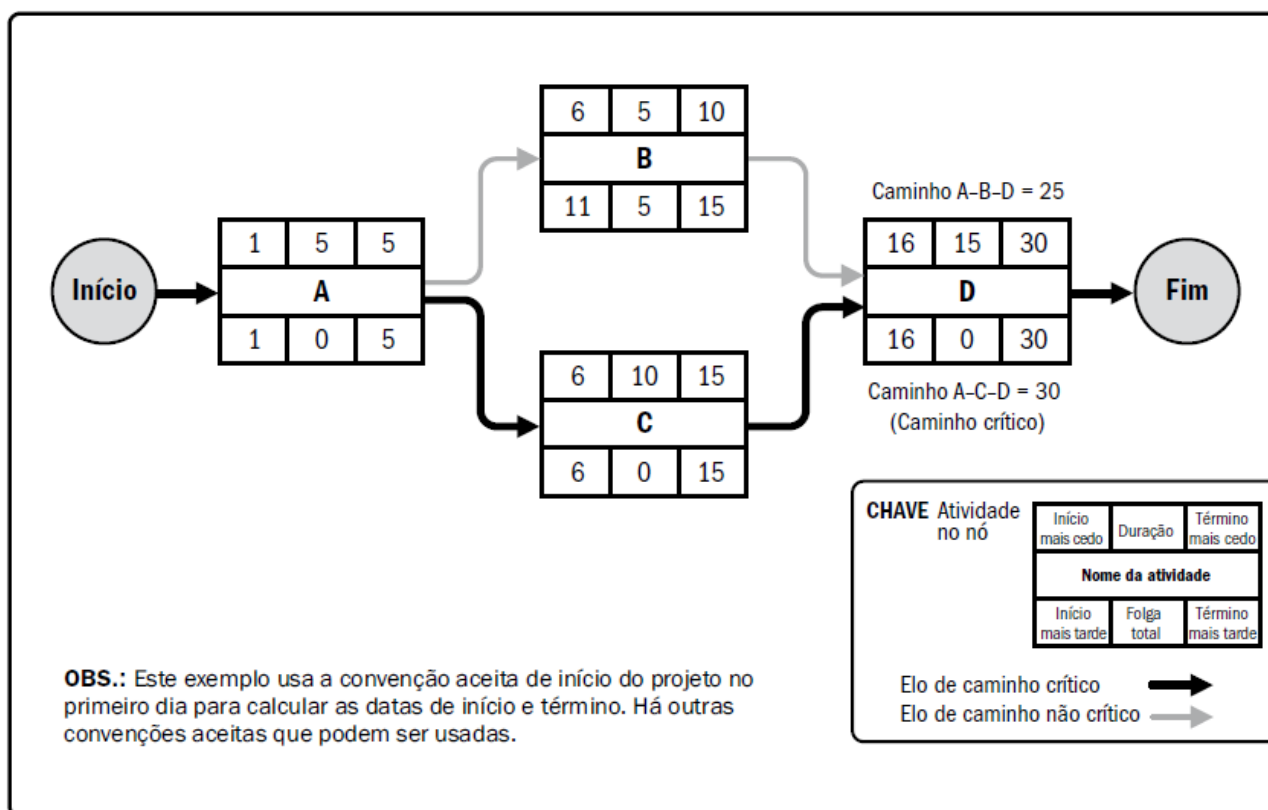 6 5 10
B
11 5 15
Caminho A–B–D = 25
Início
1 5 5
A
1 0 5
16 15 30
D
16 0 30
Fim
6 10 15
C
6 0 15
Caminho A–C–D = 30
(Caminho crítico)
CHAVE Atividade
no nó
Início
mais cedo
Duração
Término
mais cedo
Nome da atividade
Início
mais tarde
Folga
total
Término
mais tarde
Elo de caminho crítico
Elo de caminho não crítico
OBS.: Este exemplo usa a convenção aceita de início do projeto no
primeiro dia para calcular as datas de início e término. Há outras
convenções aceitas que podem ser usadas.